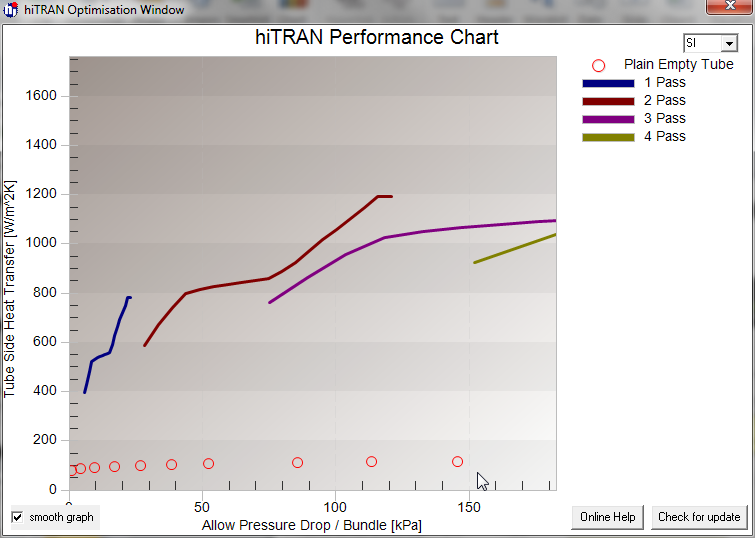 hiTRAN Optimisation Window
hiTRAN Performance Chart
SI
Plain Empty Tube
1 Pass
2 Pass
3 Pass
4 Pass
Tube Side Heat Transfer [W/m^2K]
1600
1400
1200
1000
800
600
400
200
0
0 50 100 150
Allow Pressure Drop / Bundle [kPa]
smooth graph
Online Help
Check for update